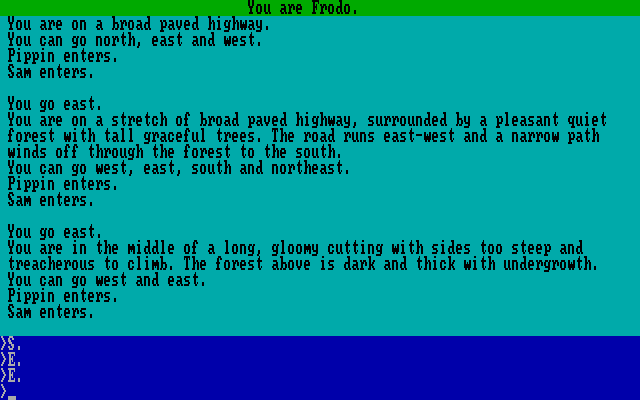 You are Frodo.
You are on a broad paved highway.
You can go north, east and west.
Pippin enters.
Sam enters.
You go east.
You are on a stretch of broad paved highway, surrounded by a pleasant quiet
forest with tall graceful trees. The road runs east-west and a narrow path
winds off through the forest to the south.
You can go west, east, south and northeast.
Pippin enters.
Sam enters.
You go east.
You are in the middle of a long, gloomy cutting with sides too steep and
treacherous to climb. The forest above is dark and thick with undergrowth.
You can go west and east.
Pippin enters.
Sam enters.
>S.
>E.
>E.
>_